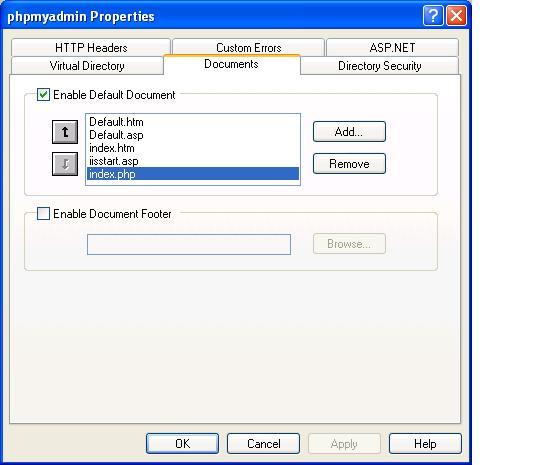 phpmyadmin Properties
HTTP Headers Custom Errors ASP.NET
Virtual Directory Documents Directory Security
Enable Default Document
Default.htm
Default.asp
index.htm
iisstart.asp
index.php
Add...
Remove
Enable Document Footer
Browse...
OK Cancel Apply Help